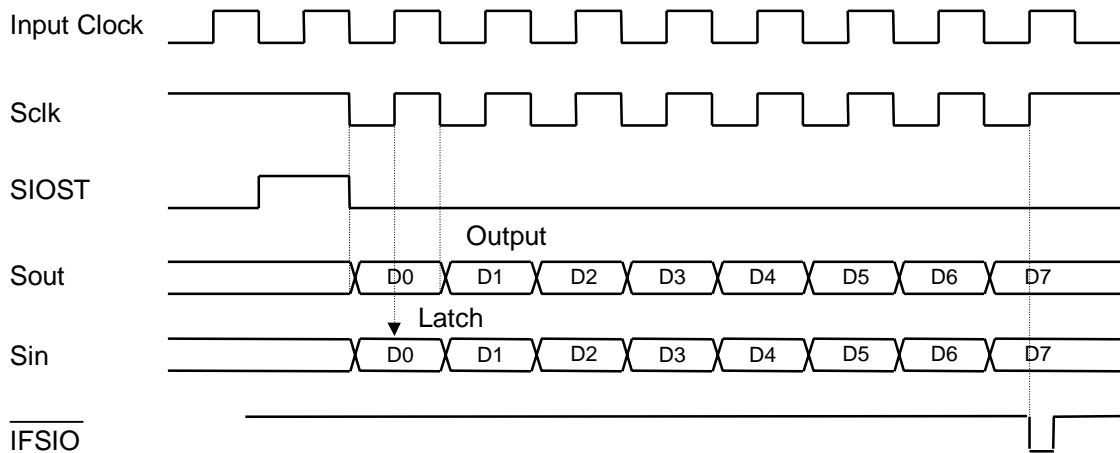 Input Clock
Sclk
SIOST
Output
Sout D0 D1 D2 D3 D4 D5 D6 D7
Latch
Sin D0 D1 D2 D3 D4 D5 D6 D7
IFSIO